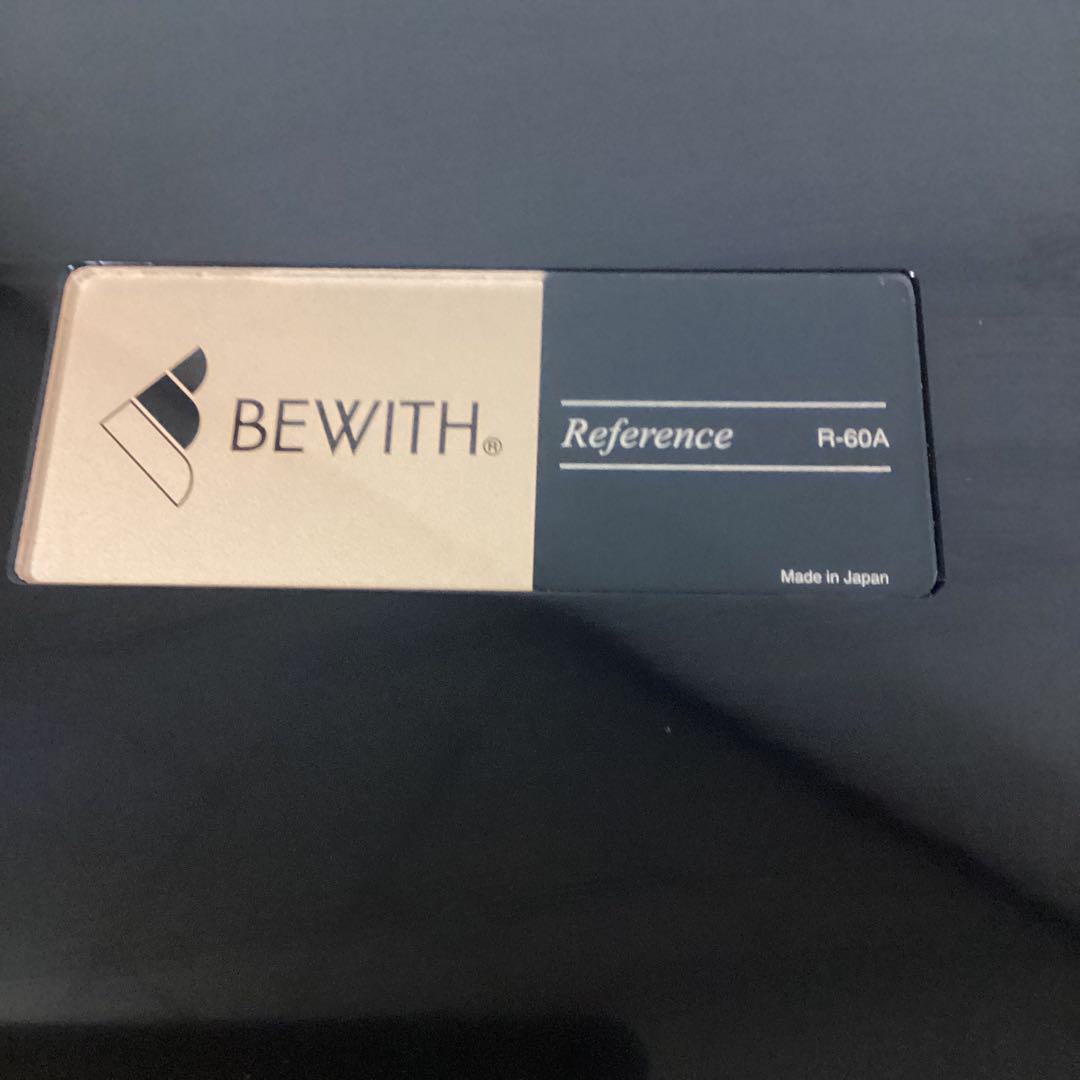 BEWITH®
Reference R-60A
Made in Japan